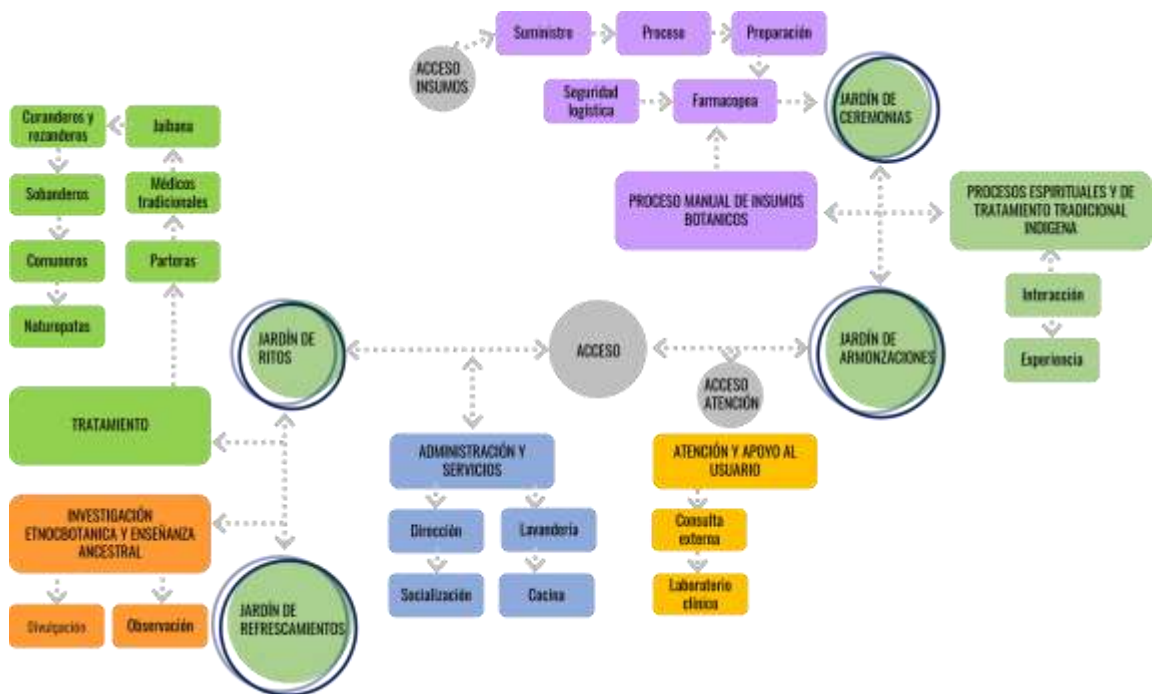 Suministro
Proceso
Preparación
ACCESO
INSUMOS
Seguridad
logística
Farmacopea
JARDÍN DE
CEREMONIAS
Curanderos y
rezanderos
Jaibana
Sobanderos
Médicos
tradicionales
Comuneros
Parteras
Naturopatas
PROCESO MANUAL DE INSUMOS
BOTANICOS
PROCESOS ESPIRITUALES Y DE
TRATAMIENTO TRADICIONAL
INDIGENA
Interacción
Experiencia
JARDÍN DE
RITOS
ACCESO
JARDÍN DE
ARMONZACIONES
ACCESO
ATENCIÓN
TRATAMIENTO
ADMINISTRACIÓN Y
SERVICIOS
ATENCIÓN Y APOYO AL
USUARIO
INVESTIGACIÓN
ETNOCBOTANICA Y ENSEÑANZA
ANCESTRAL
Dirección
Lavandería
Consulta
externa
Socialización
Cocina
Laboratorio
clínico
Divulgación
Observación
JARDÍN DE
REFRESCAMIENTOS